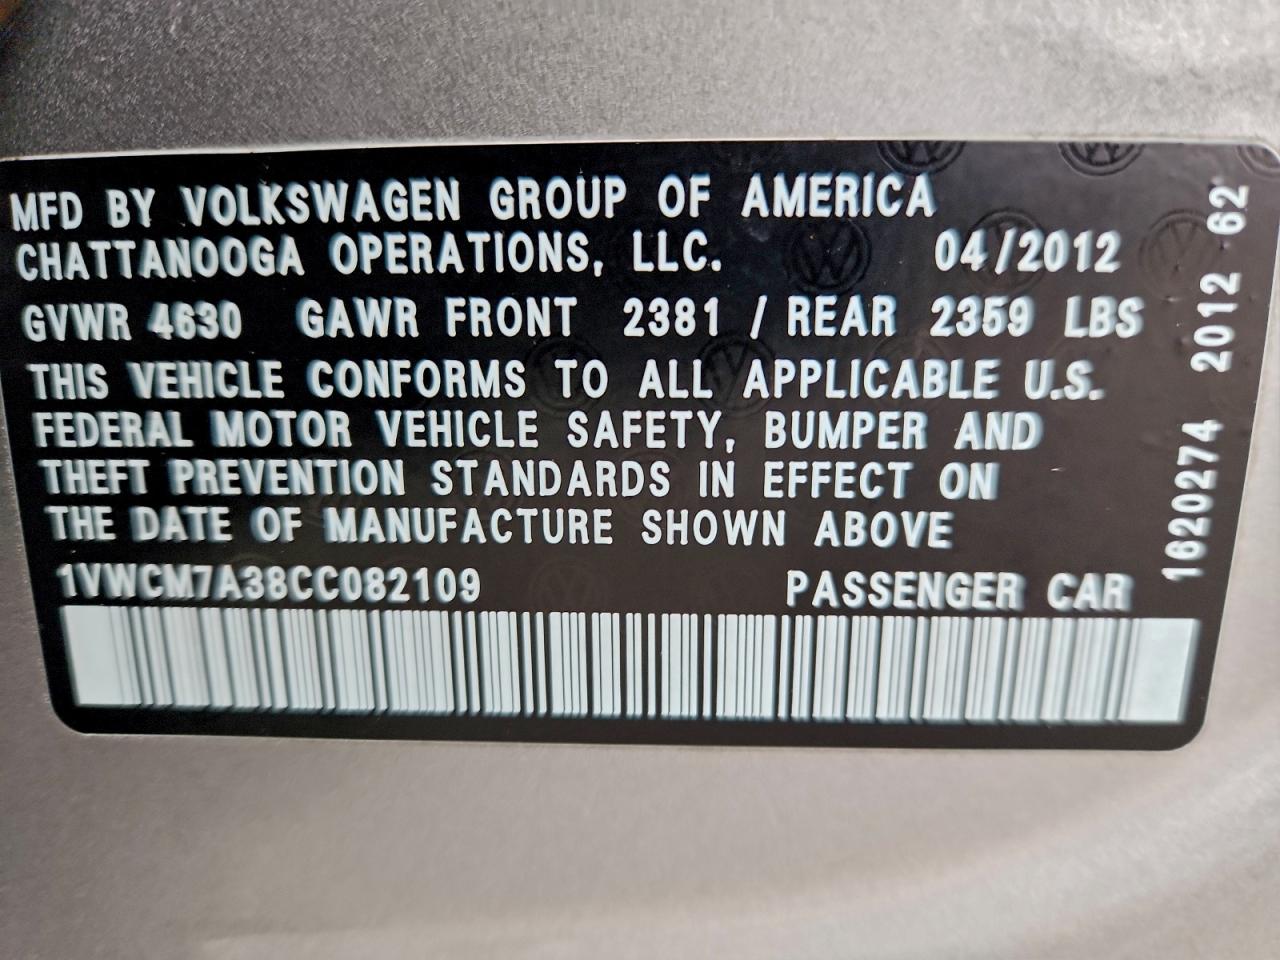 MFD BY VOLKSWAGEN GROUP OF AMERICA
CHATTANOOGA OPERATIONS, LLC. 04/2012
GVWR 4630 GAWR FRONT 2381 / REAR 2359 LBS
THIS VEHICLE CONFORMS TO ALL APPLICABLE U.S.
FEDERAL MOTOR VEHICLE SAFETY, BUMPER AND
THEFT PREVENTION STANDARDS IN EFFECT ON
THE DATE OF MANUFACTURE SHOWN ABOVE
1VWCM7A38CC082109 PASSENGER CAR
1620274 2012 62